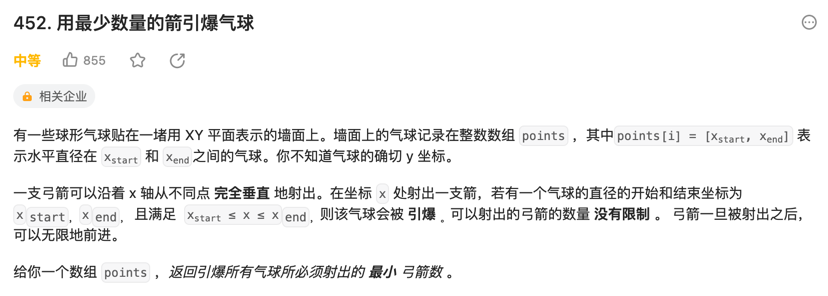 452. 用最少数量的箭引爆气球
中等 855
相关企业
有一些球形气球贴在一堵用 XY 平面表示的墙面上。墙面上的气球记录在整数数组 points ，其中points[i] = [xstart, xend] 表
示水平直径在 xstart 和 xend之间的气球。你不知道气球的确切 y 坐标。
一支弓箭可以沿着 x 轴从不同点 完全垂直 地射出。在坐标 x 处射出一支箭，若有一个气球的直径的开始和结束坐标为
x start，x end， 且满足 xstart ≤ x ≤ x end，则该气球会被 引爆 。可以射出的弓箭的数量 没有限制 。 弓箭一旦被射出之后，
可以无限地前进。
给你一个数组 points ，返回引爆所有气球所必须射出的 最小 弓箭数 。